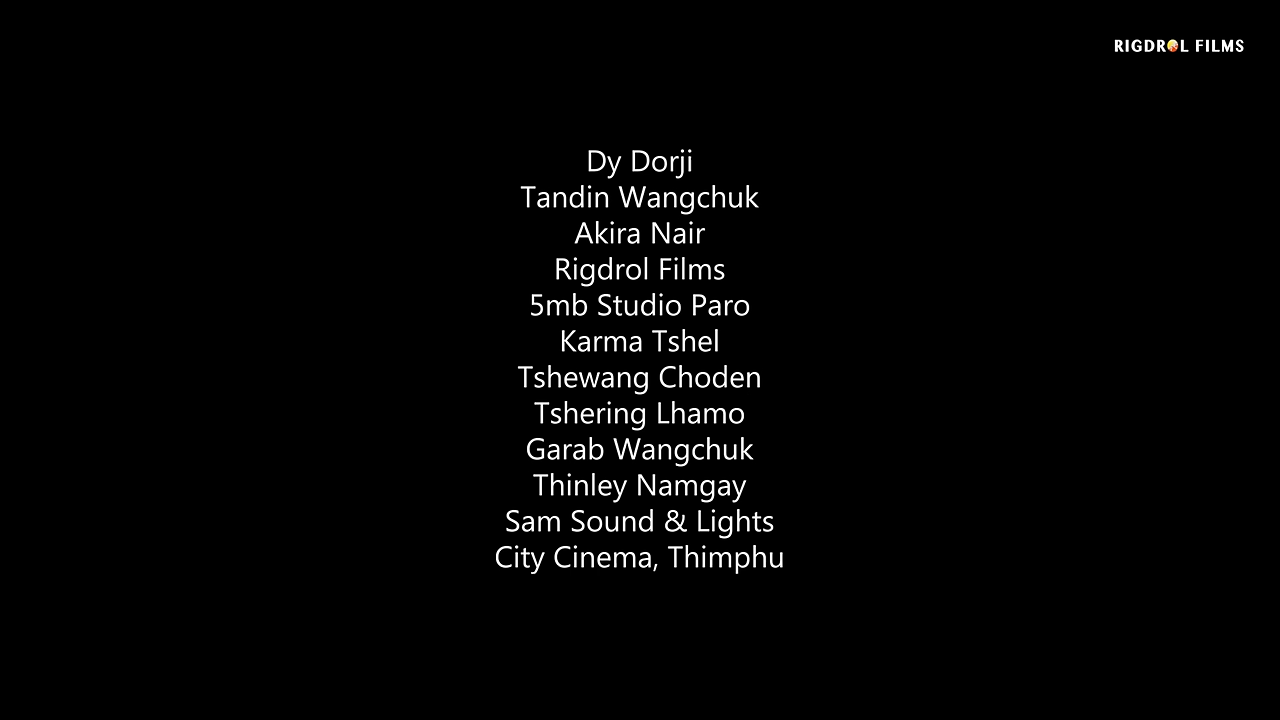 RIGDROL FILMS
Dy Dorji
Tandin Wangchuk
Akira Nair
Rigdrol Films
5mb Studio Paro
Karma Tshel
Tshewang Choden
Tshering Lhamo
Garab Wangchuk
Thinley Namgay
Sam Sound & Lights
City Cinema, Thimphu